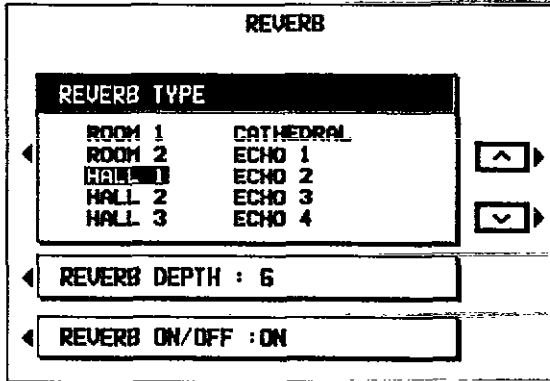 REVERB
REVERB TYPE
ROOM 1 CATHEDRAL
ROOM 2 ECHO 1
HALL 1 ECHO 2
HALL 2 ECHO 3
HALL 3 ECHO 4
REVERB DEPTH : 6
REVERB ON/OFF :ON